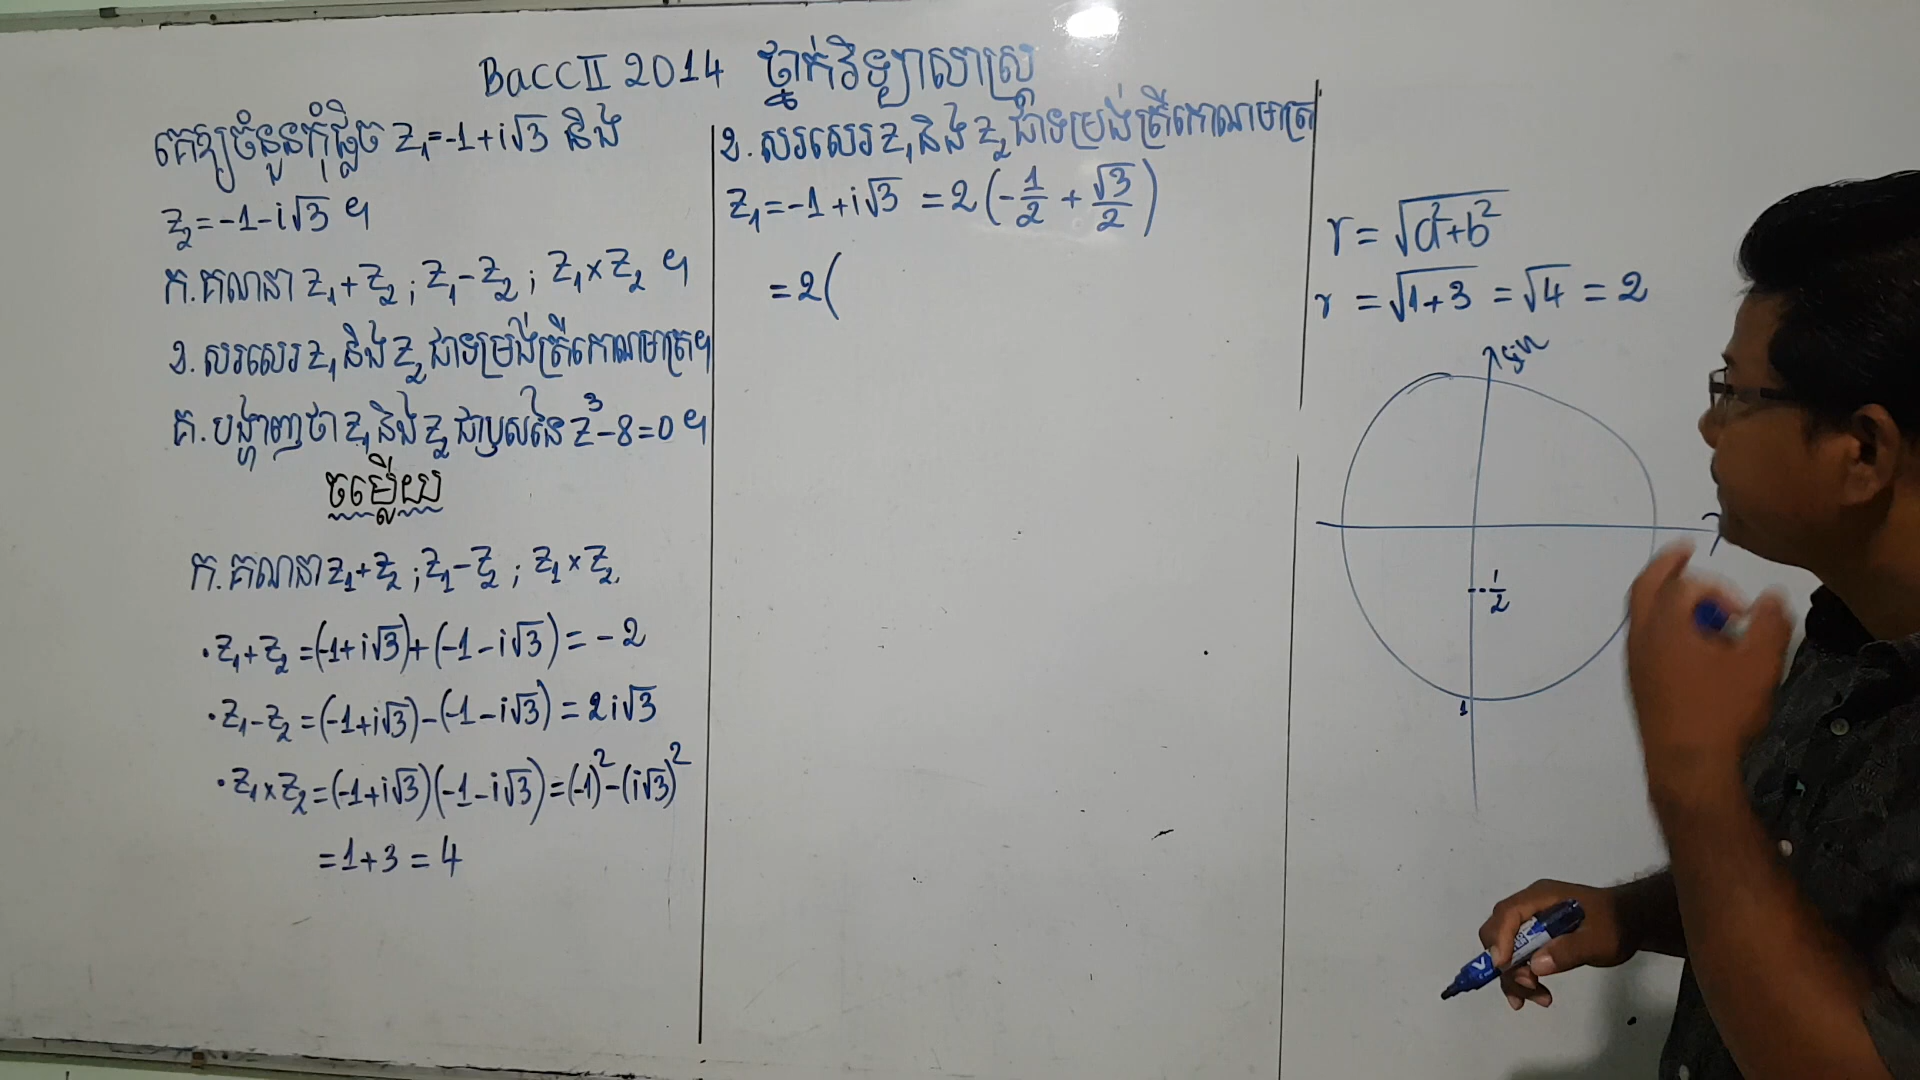 BaccII 2014 ថ្នាក់វិទ្យាសាស្ត្រ
គេឱ្យចំនួនកុំផ្លិច z₁=-1+i√3 និង
z₂=-1-i√3 ។
ក.គណនា z₁+z₂ ; z₁-z₂ ; z₁×z₂ ។
ខ.សរសេរ z₁ និង z₂ ជាទម្រង់ត្រីកោណមាត្រ។
គ.បង្ហាញថា z₁ និង z₂ ជាឫសនៃ z³-8=0 ។
ចម្លើយ
ក.គណនា z₁+z₂ ; z₁-z₂ ; z₁×z₂
•z₁+z₂=(-1+i√3)+(-1-i√3)=-2
•z₁-z₂=(-1+i√3)-(-1-i√3)=2i√3
•z₁×z₂=(-1+i√3)(-1-i√3)=(-1)²-(i√3)²
=1+3=4
ខ.សរសេរ z₁ និង z₂ ជាទម្រង់ត្រីកោណមាត្រ
z₁=-1+i√3 =2(-1/2+√3/2)
=2(
r=√(a²+b²)
r=√(1+3)=√4=2
sin
-1/2
1